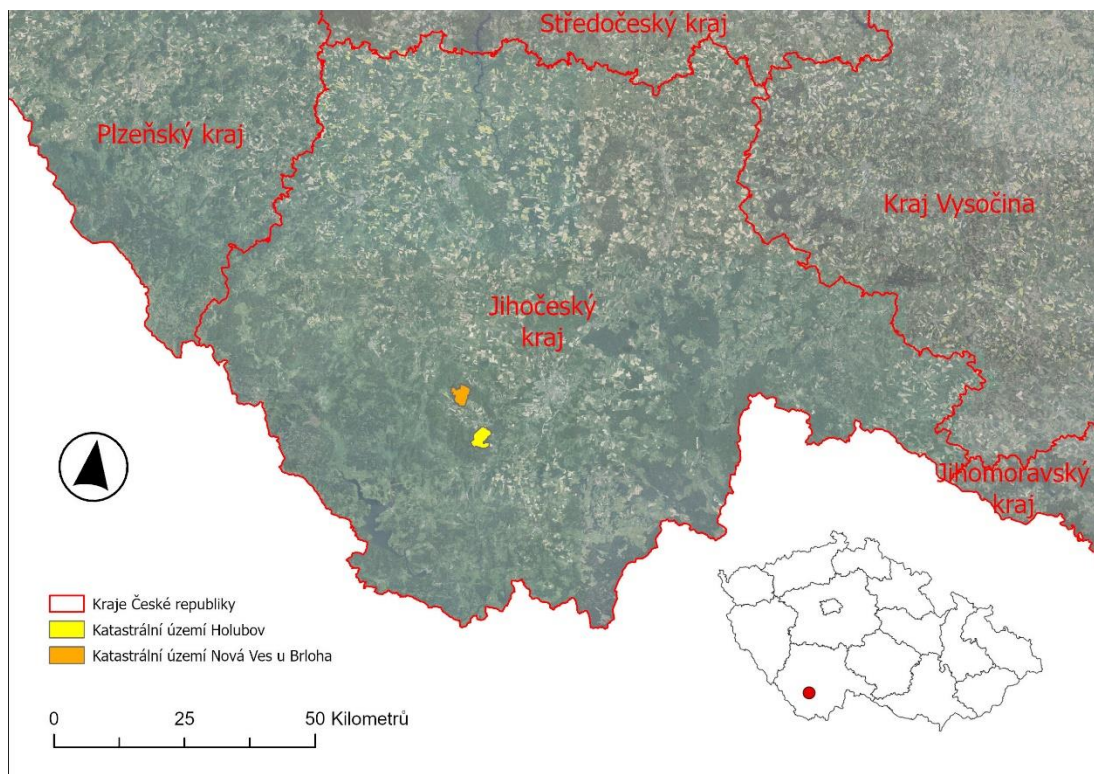 Středočeský kraj
Plzeňský kraj
Kraj Vysočina
Jihočeský
kraj
Jihomoravský
kraj
Kraje České republiky
Katastrální území Holubov
Katastrální území Nová Ves u Brloha
0 25 50 Kilometrů